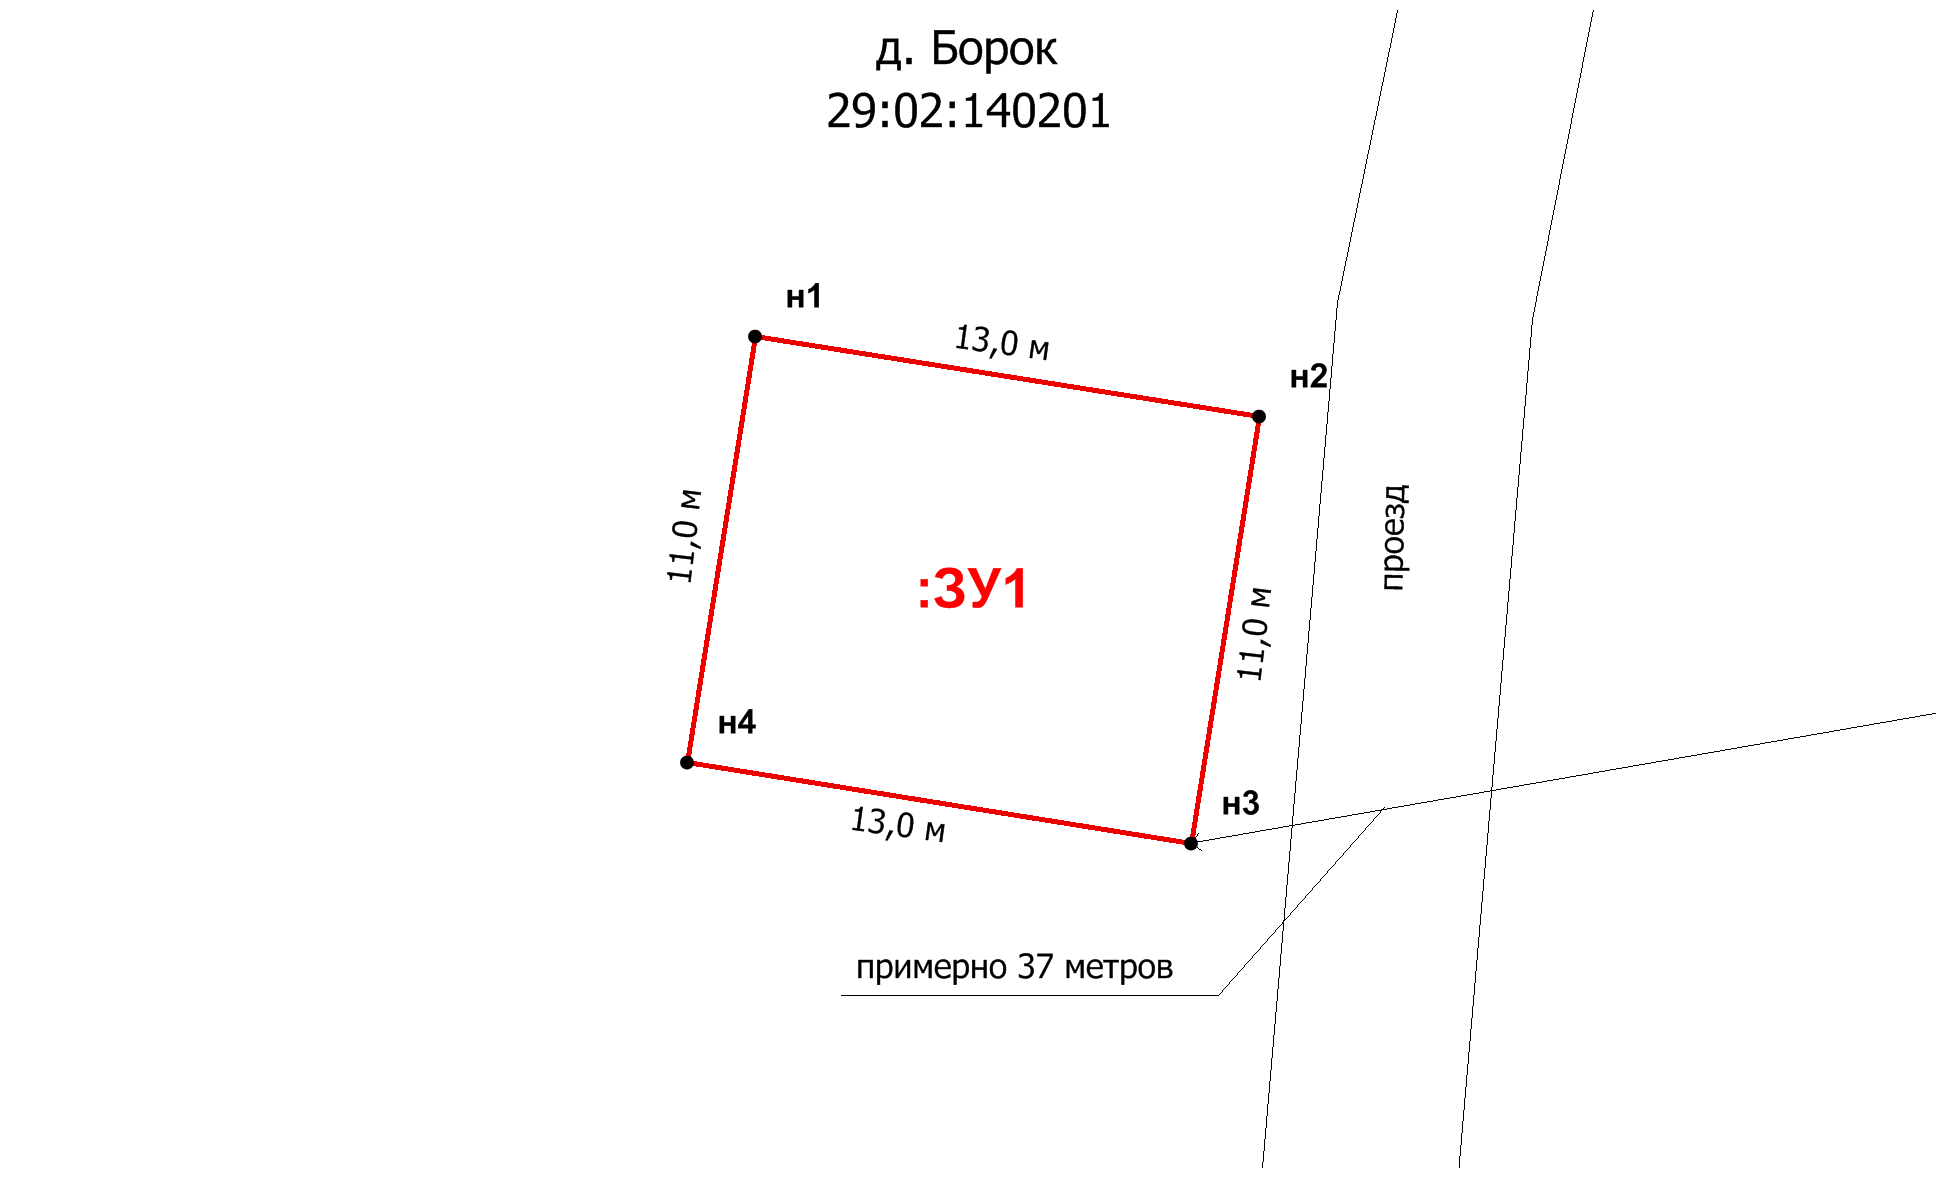 д. Борок
29:02:140201
н1
13,0 м
н2
11,0 м
проезд
:ЗУ1
11,0 м
н4
н3
13,0 м
примерно 37 метров